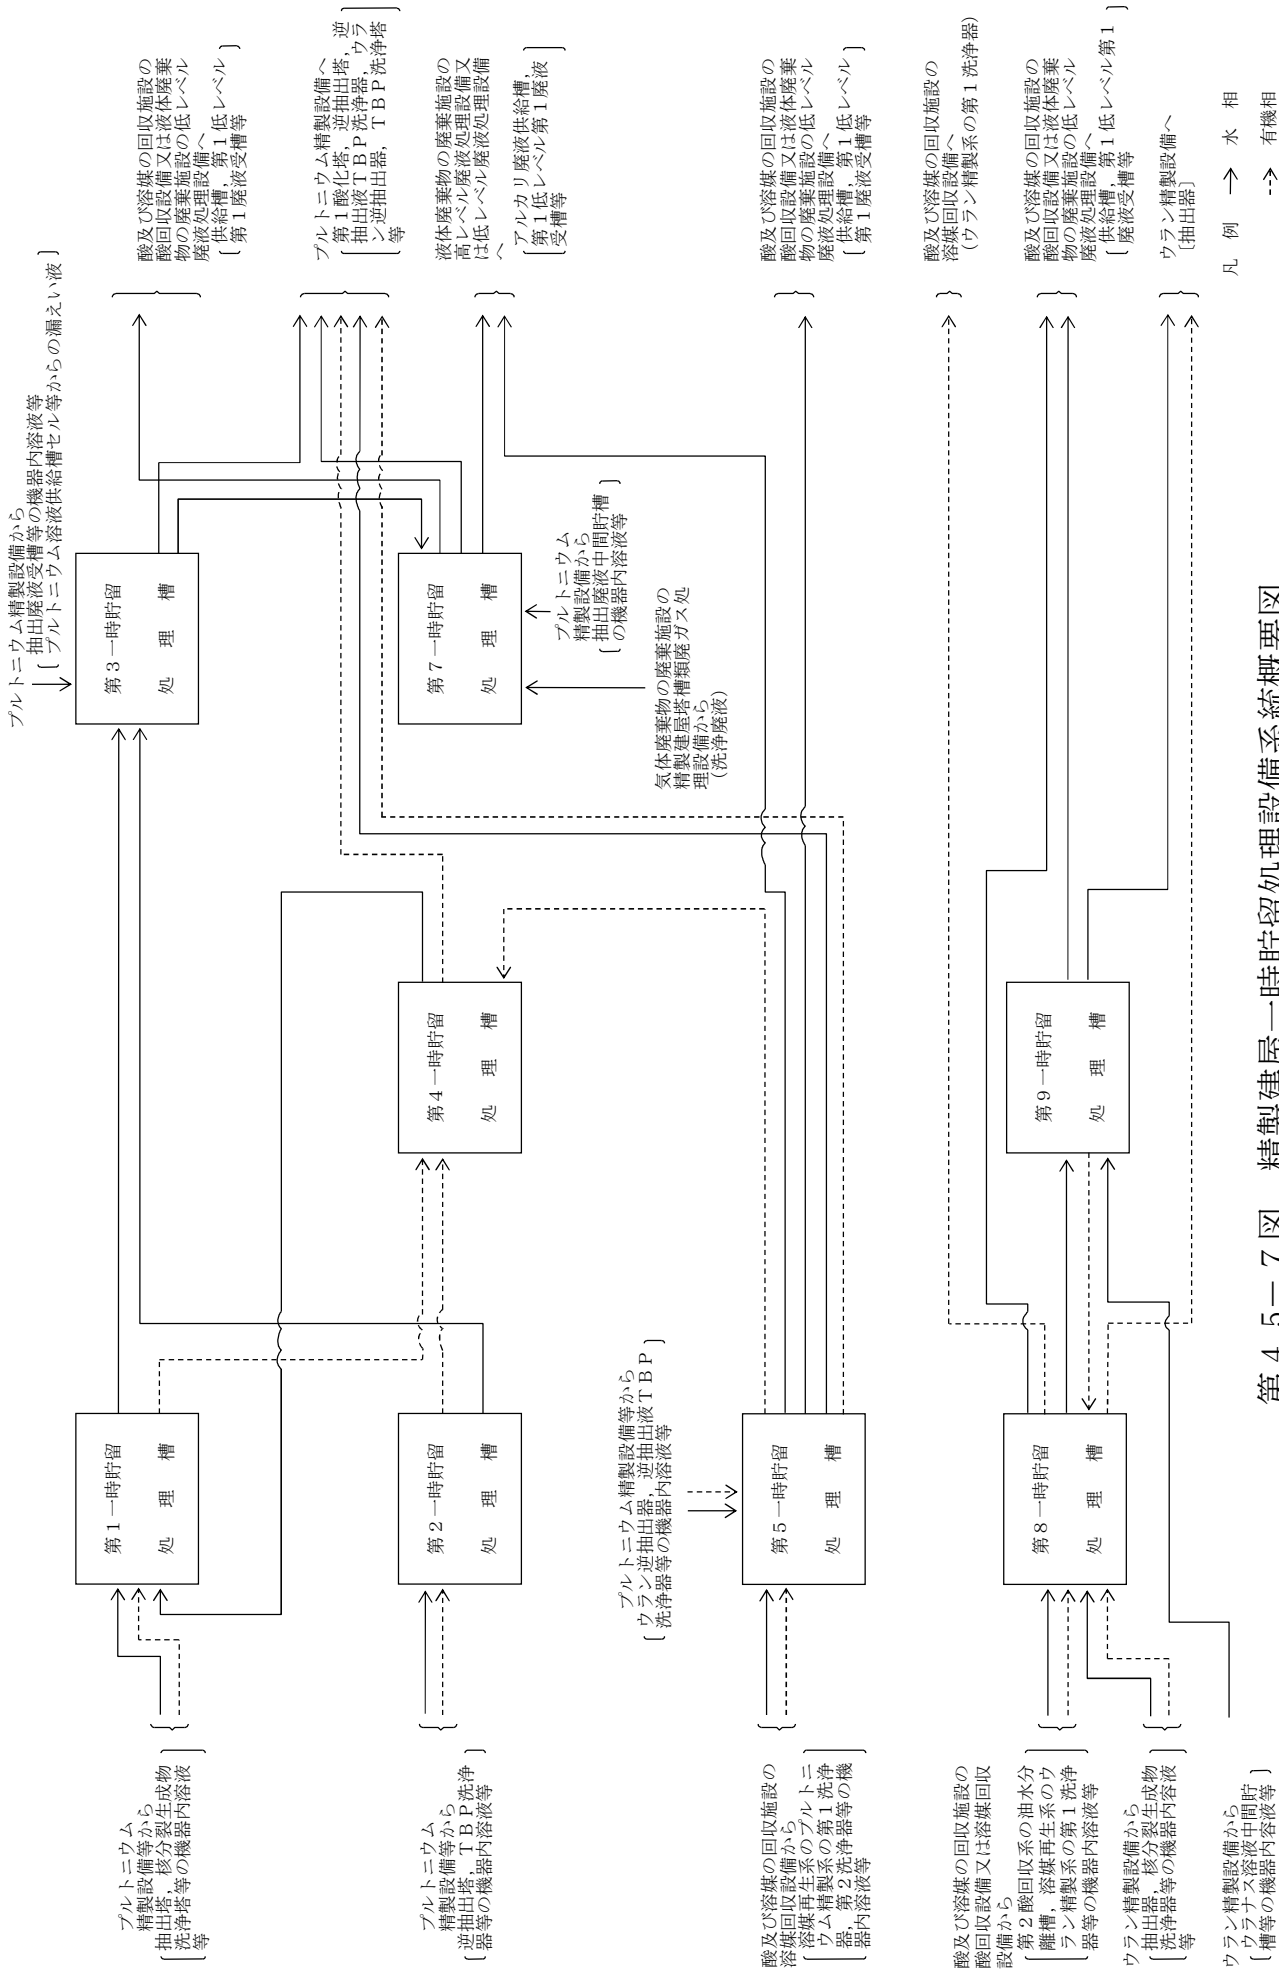 プルトニウム
精製設備等から
抽出塔，核分裂生成物
洗浄塔等の機器内溶液
等
プルトニウム
精製設備等から
逆抽出塔，ＴＢＰ洗浄
器等の機器内溶液等
酸及び溶媒の回収施設の
溶媒回収設備から
溶媒再生系のプルトニ
ウム精製系の第１洗浄
器，第２洗浄器等の機
器内溶液等
酸及び溶媒の回収施設の
酸回収設備又は溶媒回収
設備から
第２酸回収系の油水分
離槽，溶媒再生系のウ
ラン精製系の第１洗浄
器等の機器内溶液等
ウラン精製設備から
抽出器，核分裂生成物
洗浄器等の機器内溶液
等
ウラン精製設備から
ウラナス溶液中間貯
槽等の機器内溶液等
第１一時貯留
処理槽
第２一時貯留
処理槽
プルトニウム精製設備等から
ウラン逆抽出器，逆抽出液ＴＢＰ
洗浄器等の機器内溶液等
第５一時貯留
処理槽
第８一時貯留
処理槽
第４一時貯留
処理槽
第９一時貯留
処理槽
プルトニウム精製設備から
抽出廃液受槽等の機器内溶液等
プルトニウム溶液供給槽セル等からの漏えい液
第３一時貯留
処理槽
第７一時貯留
処理槽
プルトニウム
精製設備から
抽出廃液中間貯槽
の機器内溶液等
気体廃棄物の廃棄施設の
精製建屋塔槽類廃ガス処
理設備から
（洗浄廃液）
酸及び溶媒の回収施設の
酸回収設備又は液体廃棄
物の廃棄施設の低レベル
廃液処理設備へ
供給槽，第１低レベル
第１廃液受槽等
プルトニウム精製設備へ
第１酸化塔，逆抽出塔，逆
抽出液ＴＢＰ洗浄器，ウラ
ン逆抽出器，ＴＢＰ洗浄塔
等
液体廃棄物の廃棄施設の
高レベル廃液処理設備又
は低レベル廃液処理設備
へ
アルカリ廃液供給槽，
第１低レベル第１廃液
受槽等
酸及び溶媒の回収施設の
酸回収設備又は液体廃棄
物の廃棄施設の低レベル
廃液処理設備へ
供給槽，第１低レベル
第１廃液受槽等
酸及び溶媒の回収施設の
溶媒回収設備へ
（ウラン精製系の第１洗浄器）
酸及び溶媒の回収施設の
酸回収設備又は液体廃棄
物の廃棄施設の低レベル
廃液処理設備へ
供給槽，第１低レベル第１
廃液受槽等
ウラン精製設備へ
〔抽出器〕
凡例 → 水相
⇢ 有機相
第４.５－７図 精製建屋一時貯留処理設備系統概要図